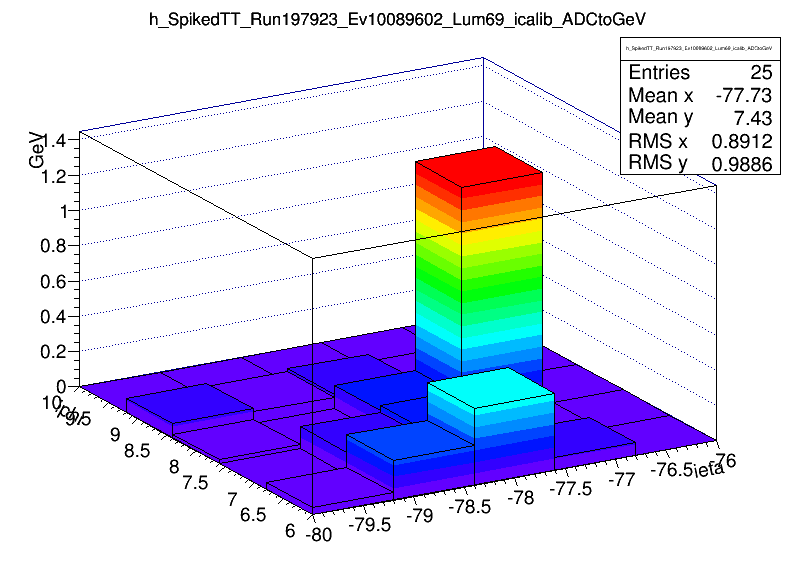 h_SpikedTT_Run197923_Ev10089602_Lum69_icalib_ADCtoGeV
h_SpikedTT_Run197923_Ev10089602_Lum69_icalib_ADCtoGeV
Entries 25
Mean x -77.73
Mean y 7.43
RMS x 0.8912
RMS y 0.9886
GeV
1.4
1.2
1
0.8
0.6
0.4
0.2
0
10
9.5
9
8.5
8
7.5
7
6.5
6
iphi
-80
-79.5
-79
-78.5
-78
-77.5
-77
-76.5
-76
ieta